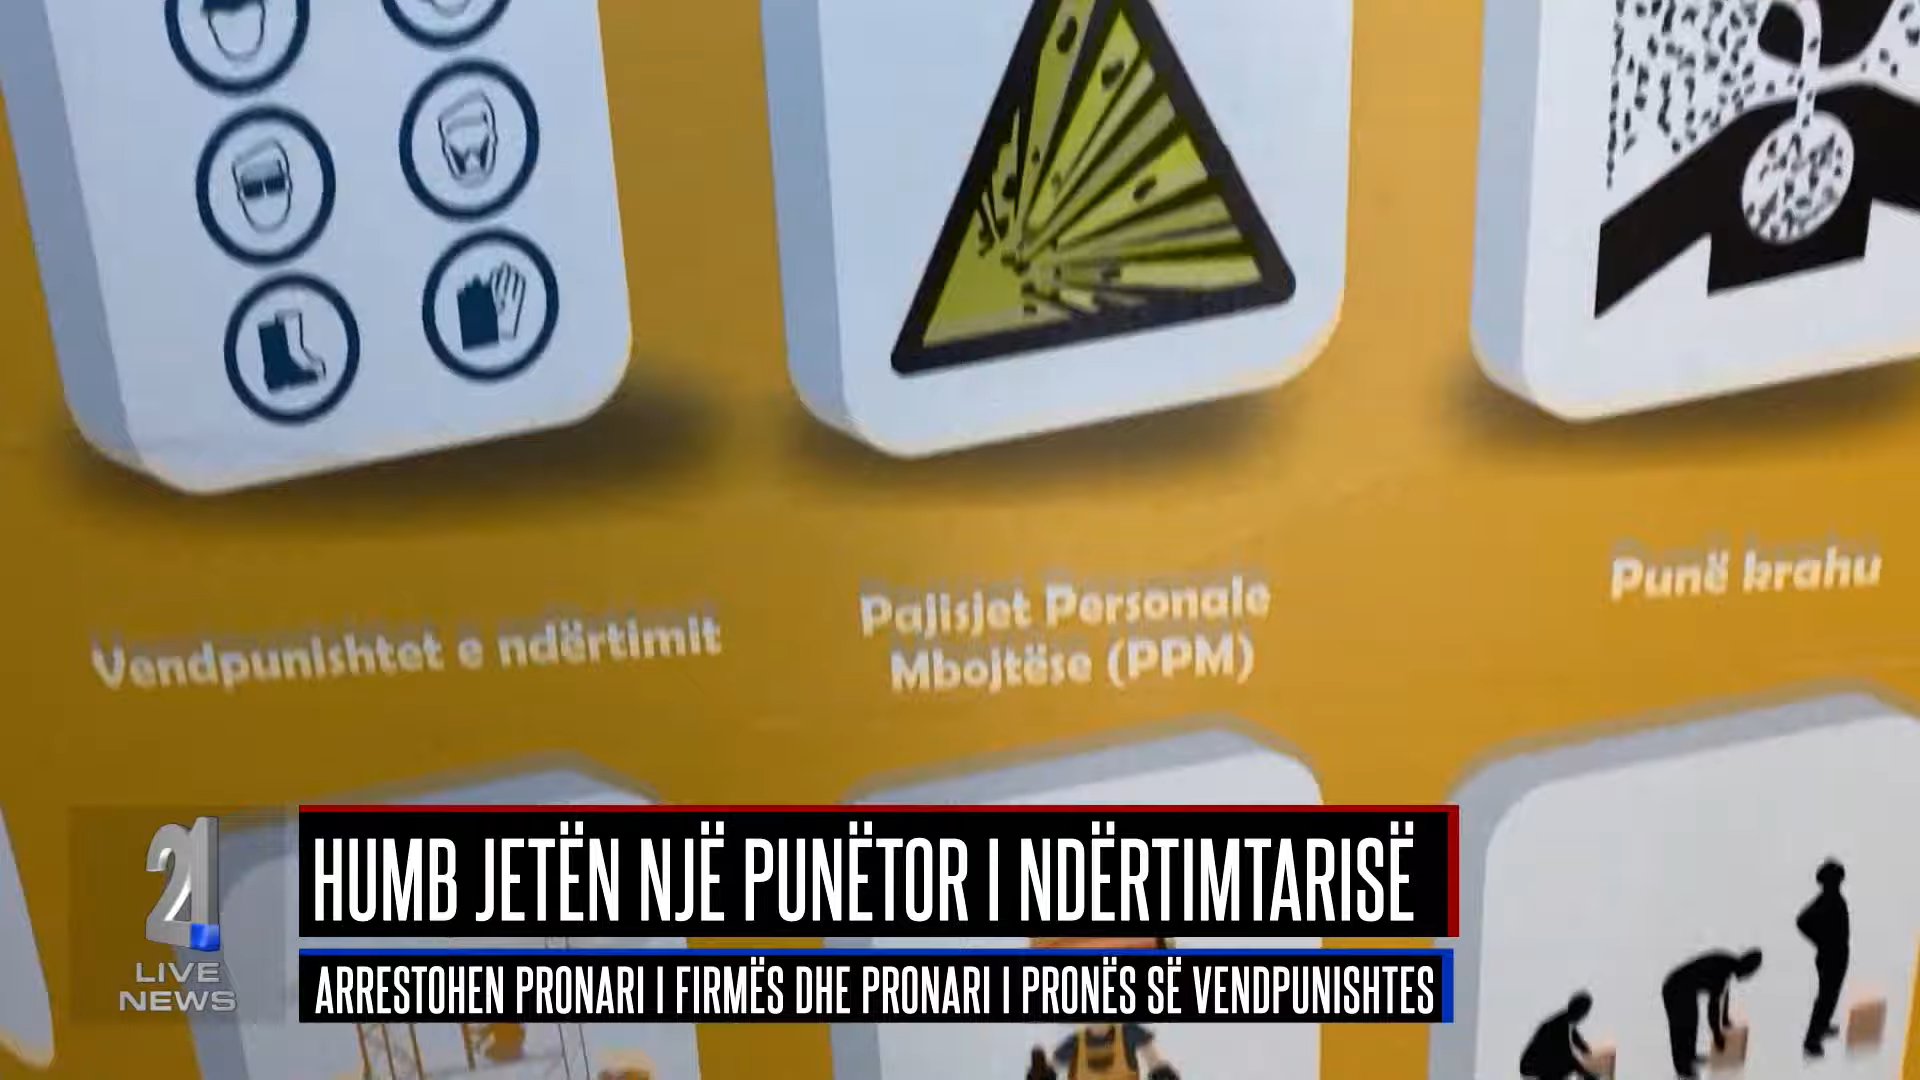 Vendpunishtet e ndërtimit
Pajisjet Personale
Mbojtëse (PPM)
Punë krahu
21
LIVE
NEWS
HUMB JETËN NJË PUNËTOR I NDËRTIMTARISË
ARRESTOHEN PRONARI I FIRMËS DHE PRONARI I PRONËS SË VENDPUNISHTES